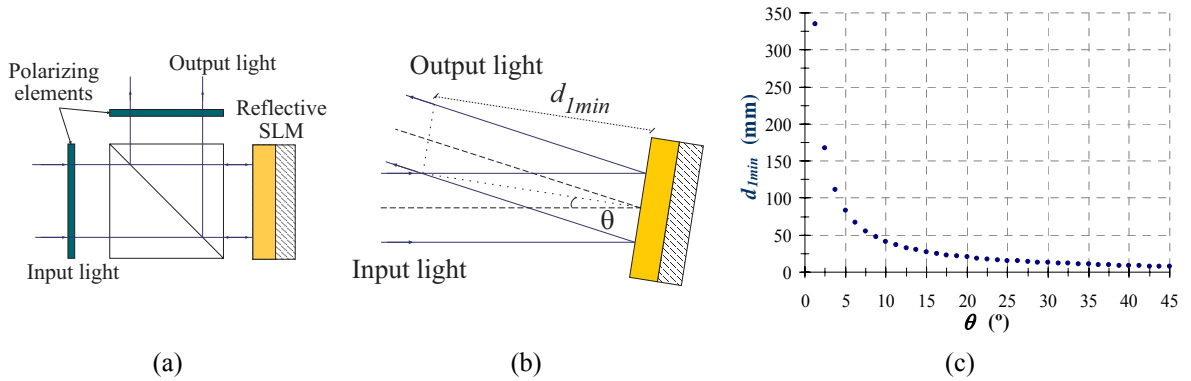 Output light
Polarizing
elements
Reflective
SLM
Input light
(a)
Output light
d1min
θ
Input light
(b)
d1min (mm)
350
300
250
200
150
100
50
0
0 5 10 15 20 25 30 35 40 45
θ (º)
(c)